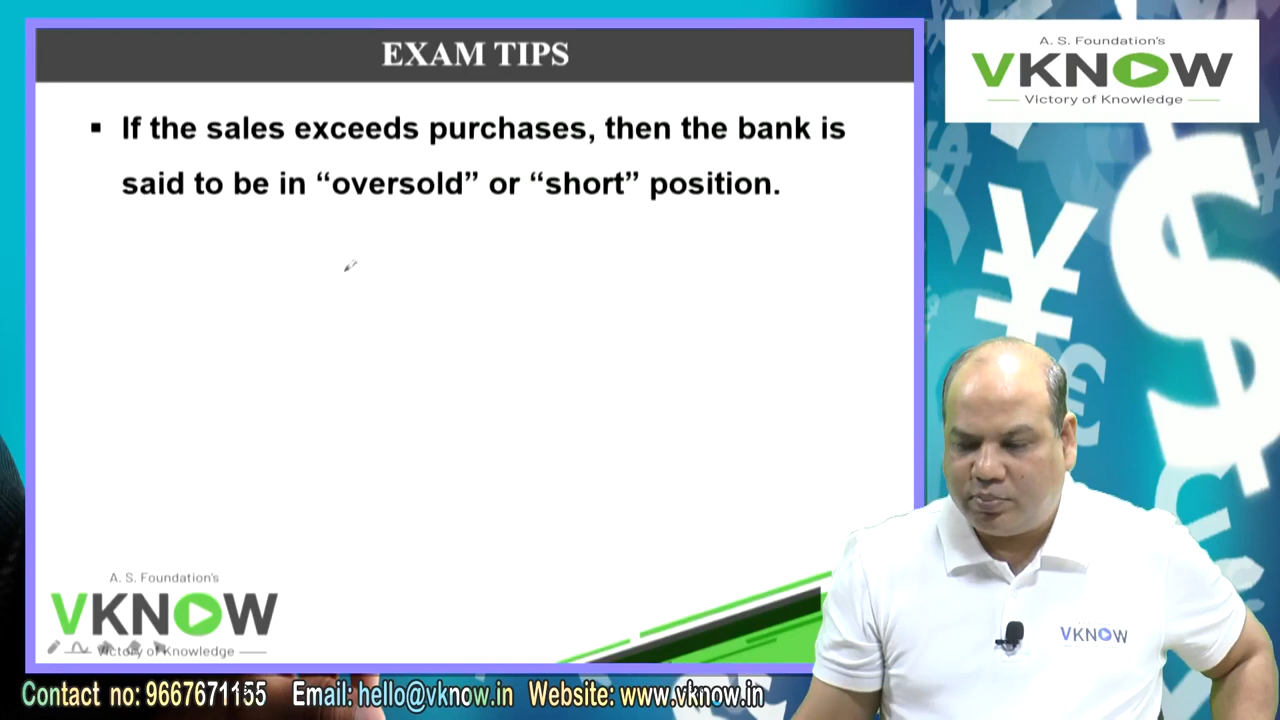 EXAM TIPS
▪ If the sales exceeds purchases, then the bank is
said to be in “oversold” or “short” position.
A. S. Foundation's
VKNOW
Victory of Knowledge
A. S. Foundation's
VKNOW
Victory of Knowledge
VKNOW
Contact no: 9667671155 Email: hello@vknow.in Website: www.vknow.in